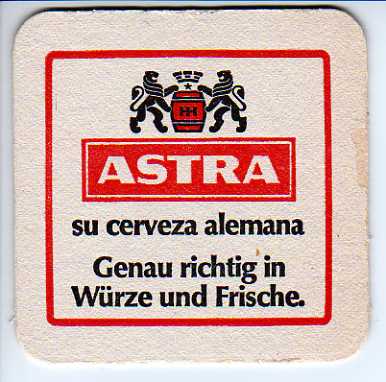 ASTRA
su cerveza alemana
Genau richtig in
Würze und Frische.